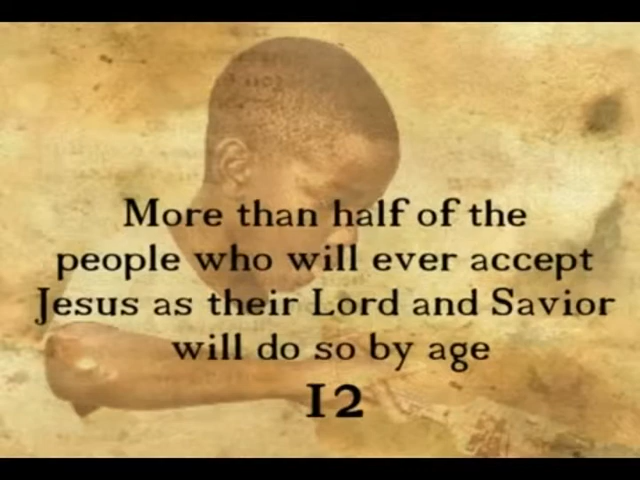 More than half of the
people who will ever accept
Jesus as their Lord and Savior
will do so by age
12